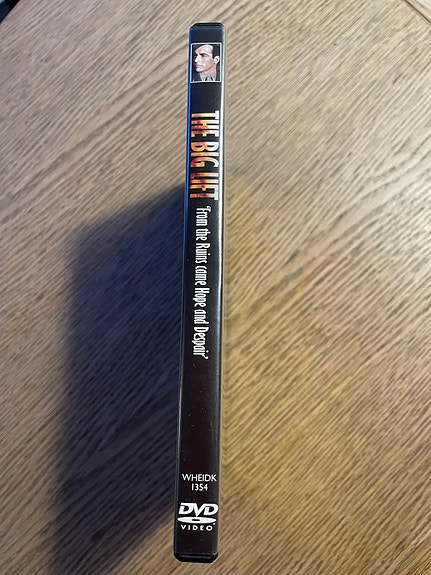 THE BIG LIFT
'From the Ruins came Hope and Despair'
WHEIDK
1354
DVD
VIDEO